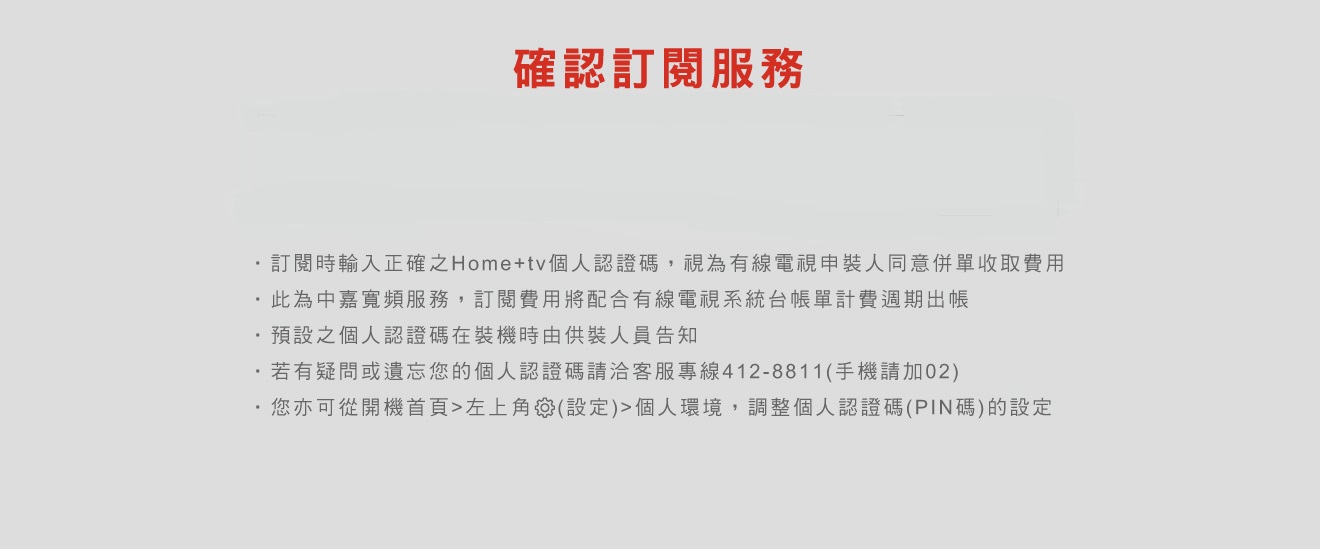 確認訂閱服務
・訂閱時輸入正確之Home+tv個人認證碼，視為有線電視申裝人同意併單收取費用
・此為中嘉寬頻服務，訂閱費用將配合有線電視系統台帳單計費週期出帳
・預設之個人認證碼在裝機時由供裝人員告知
・若有疑問或遺忘您的個人認證碼請洽客服專線412-8811(手機請加02)
・您亦可從開機首頁>左上角⚙(設定)>個人環境，調整個人認證碼(PIN碼)的設定